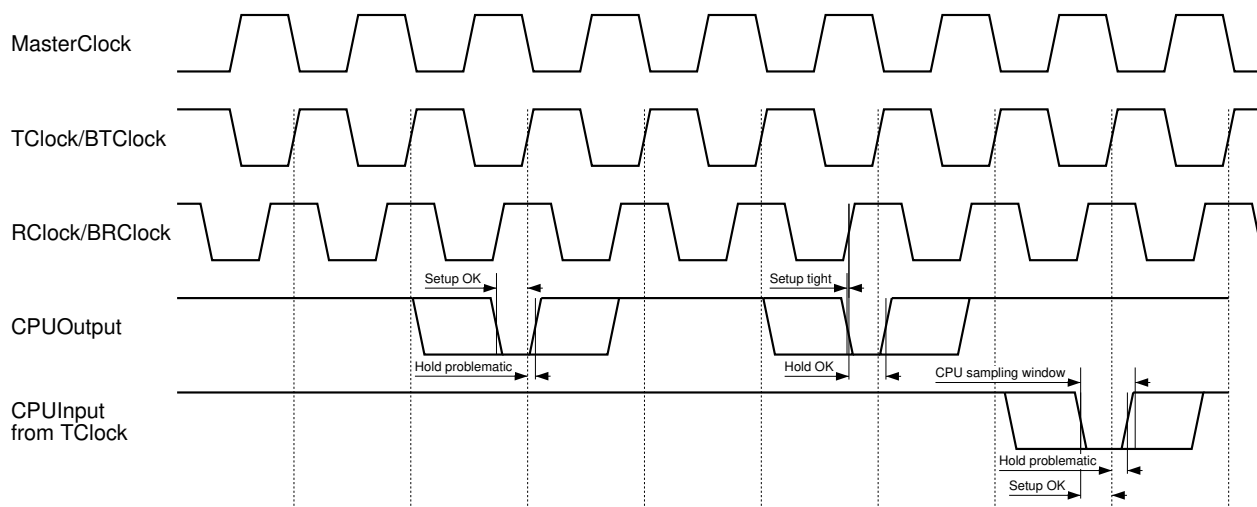 MasterClock
TClock/BTClock
RClock/BRClock
Setup OK
Setup tight
CPUOutput
Hold problematic
Hold OK
CPU sampling window
CPUInput
from TClock
Hold problematic
Setup OK